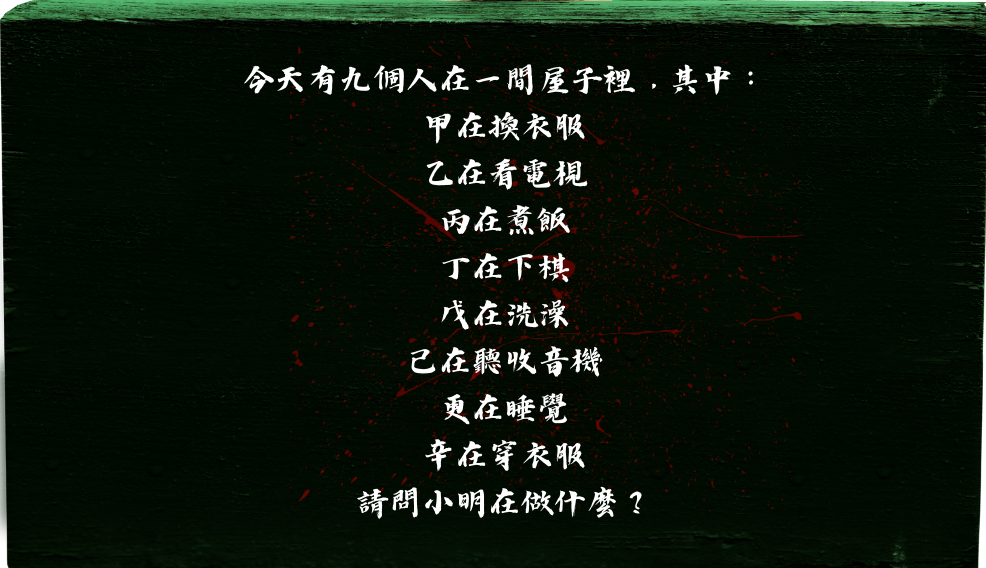 今天有九個人在一間屋子裡，其中：
甲在換衣服
乙在看電視
丙在煮飯
丁在下棋
戊在洗澡
己在聽收音機
更在睡覺
辛在穿衣服
請問小明在做什麼？